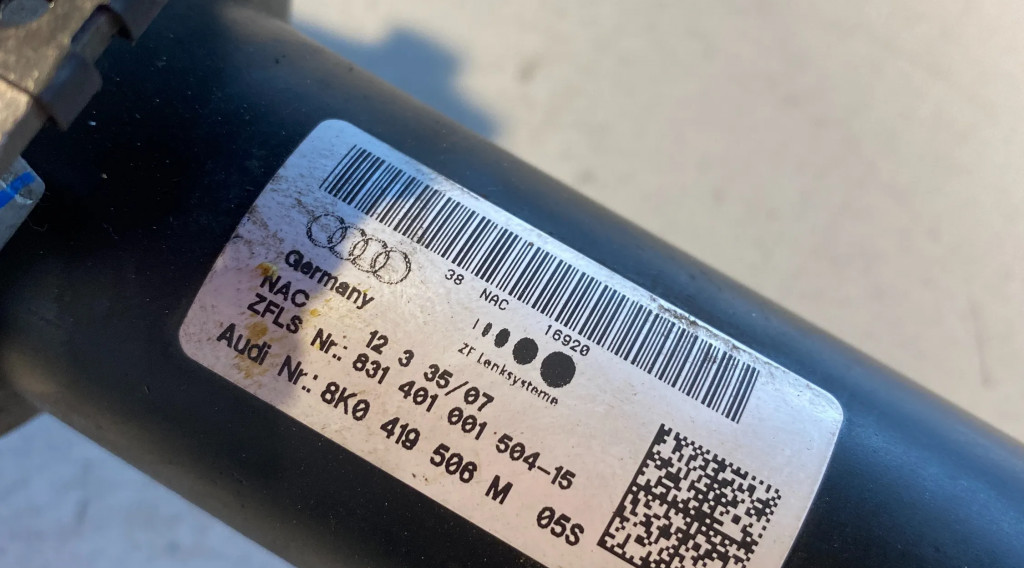 38 NAC 16920
Germany
NAC 12 3 35/07
ZF Lenksysteme
ZFLS Nr.: 831 401 001 504-15
Audi Nr.: 8K0 419 506 M 05S